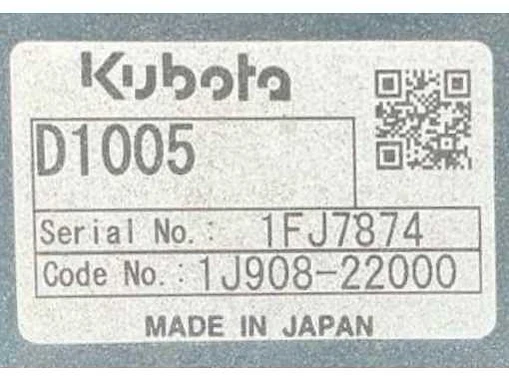 Kubota
D1005
Serial No.: 1FJ7874
Code No.: 1J908-22000
MADE IN JAPAN